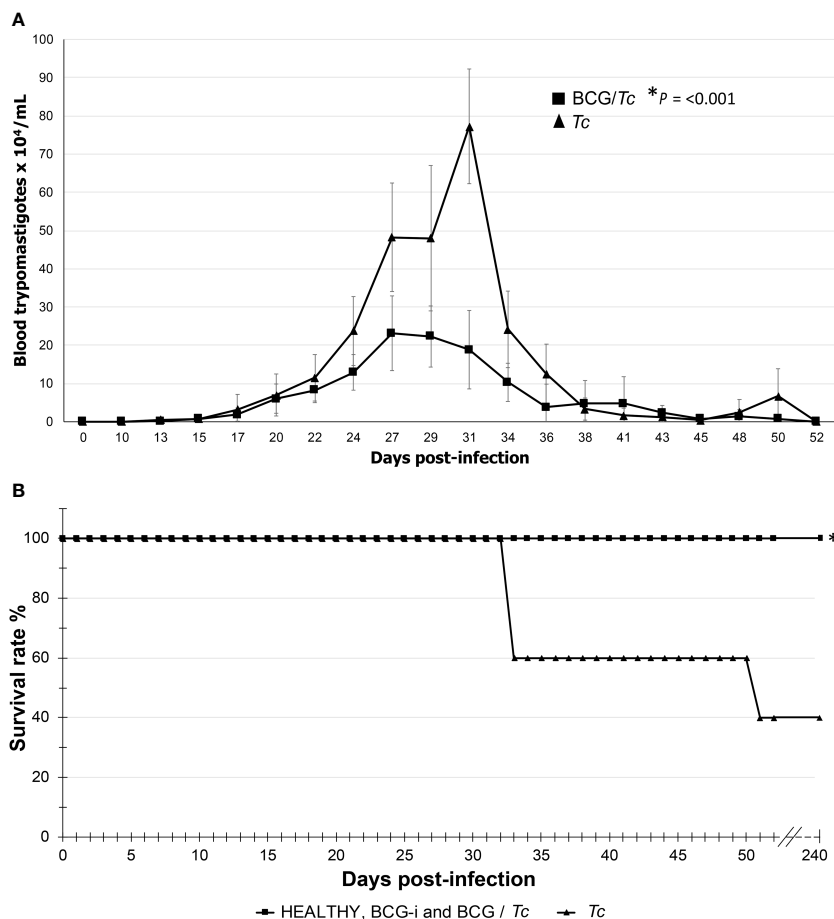 A
100
90
80
70
60
50
40
30
20
10
0
Blood trypomastigotes x 10⁴/mL
BCG/Tc *P = <0.001
Tc
0 10 13 15 17 20 22 24 27 29 31 34 36 38 41 43 45 48 50 52
Days post-infection
B
100
80
60
40
20
0
Survival rate %
*
0 5 10 15 20 25 30 35 40 45 50 240
Days post-infection
HEALTHY, BCG-i and BCG / Tc Tc